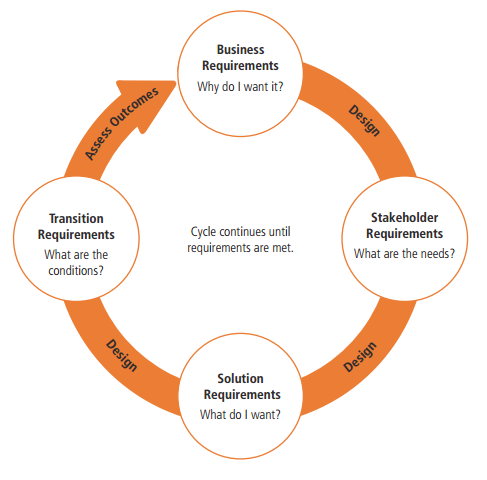 Business
Requirements
Why do I want it?
Design
Stakeholder
Requirements
What are the needs?
Design
Solution
Requirements
What do I want?
Design
Transition
Requirements
What are the
conditions?
Assess Outcomes
Cycle continues until
requirements are met.